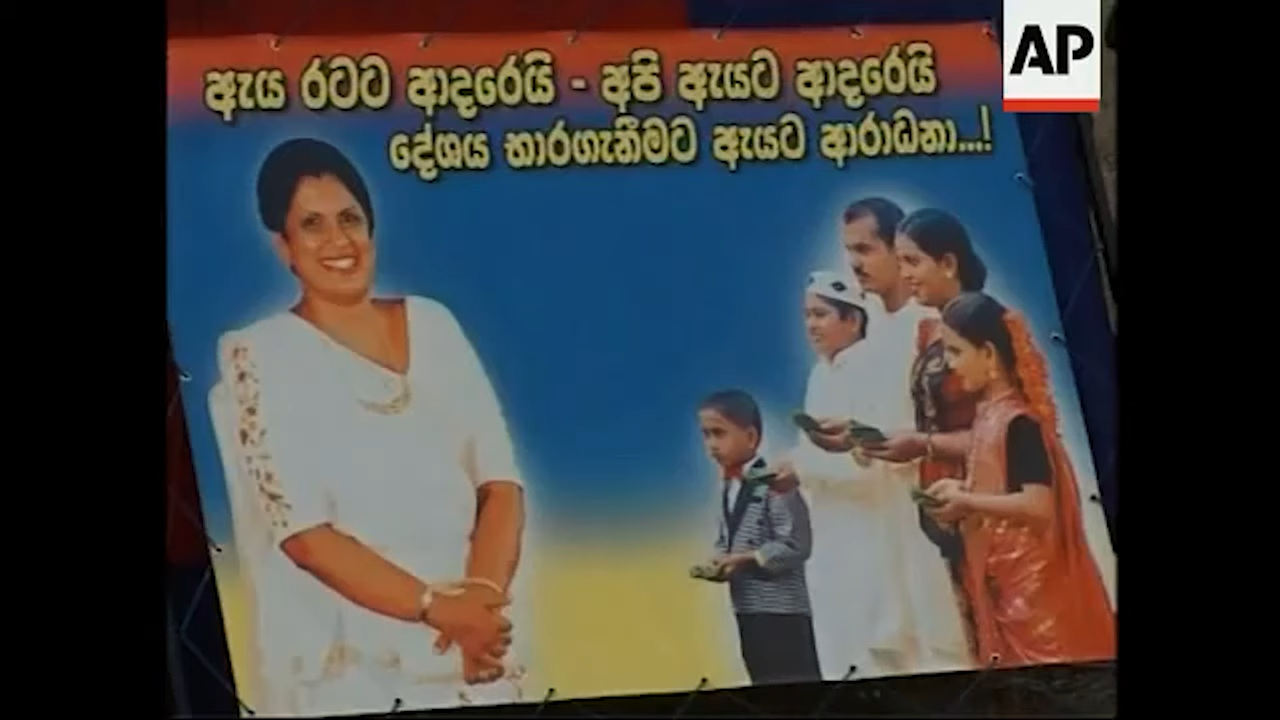 AP
ඇය රටට ආදරෙයි - අපි ඇයට ආදරෙයි
දේශය භාරගැනීමට ඇයට ආරාධනා...!